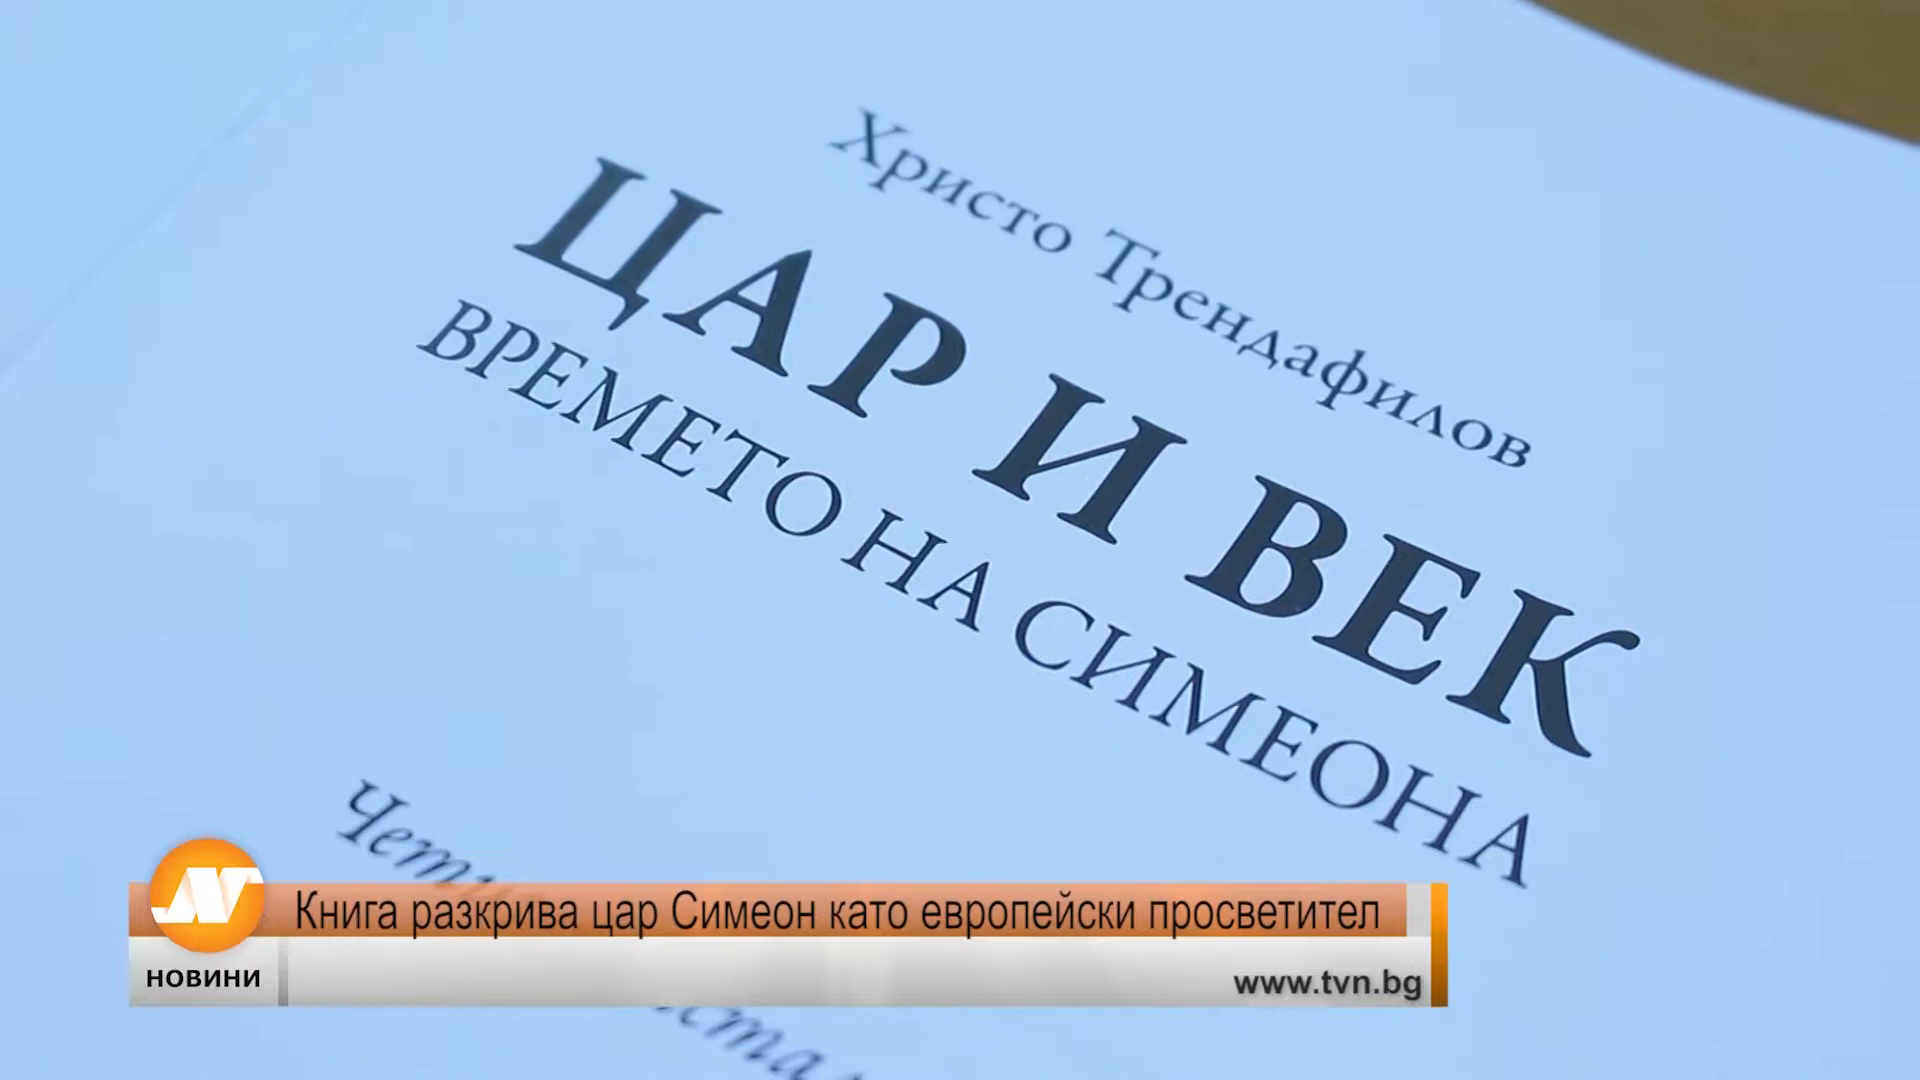 Христо Трендафилов
ЦАР И ВЕК
ВРЕМЕТО НА СИМЕОНА
Книга разкрива цар Симеон като европейски просветител
НОВИНИ
www.tvn.bg